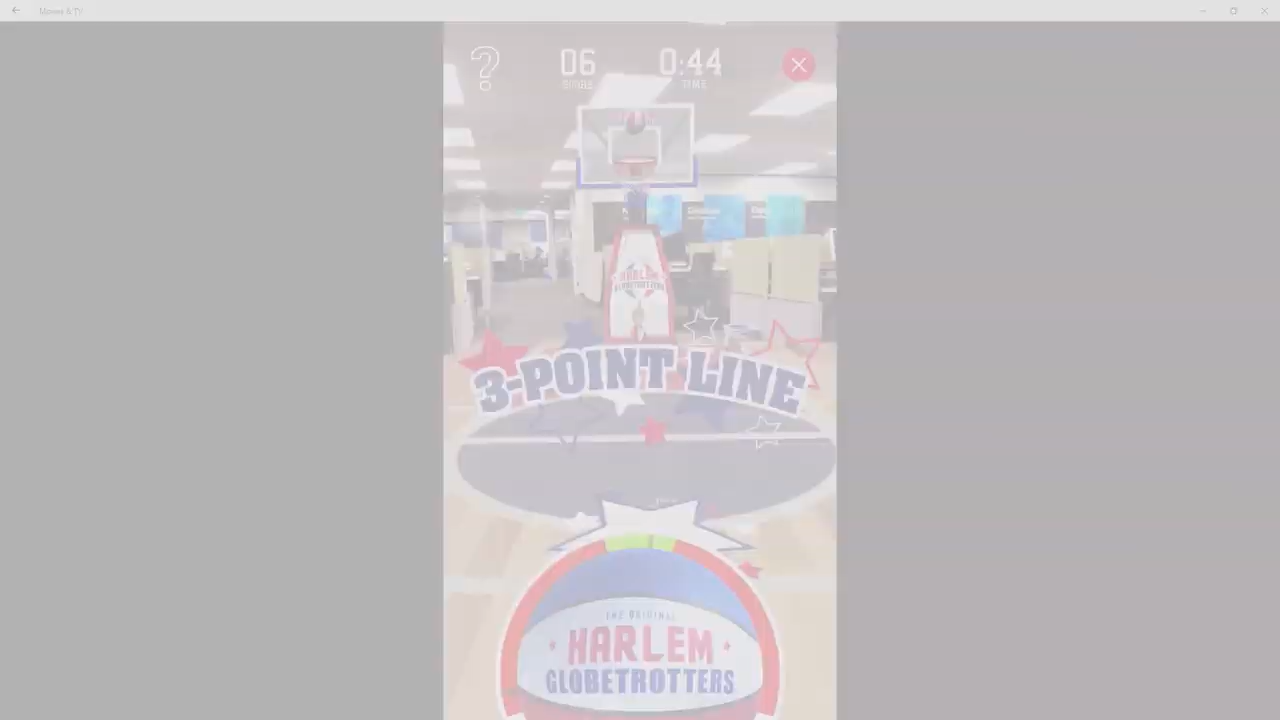 Movies & TV
06
0:44
SCORE
TIME
HARLEM
GLOBETROTTERS
3-POINT LINE
THE ORIGINAL
HARLEM
GLOBETROTTERS